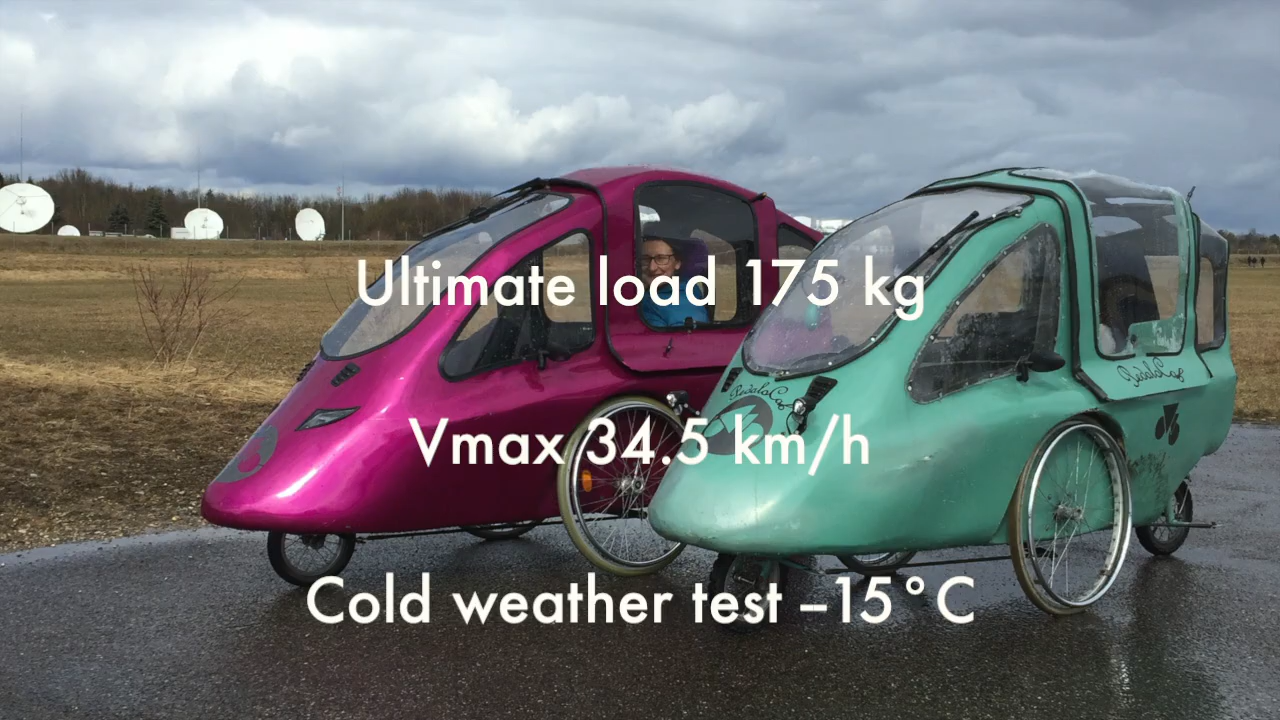 Ultimate load 175 kg
Vmax 34.5 km/h
Cold weather test –15°C